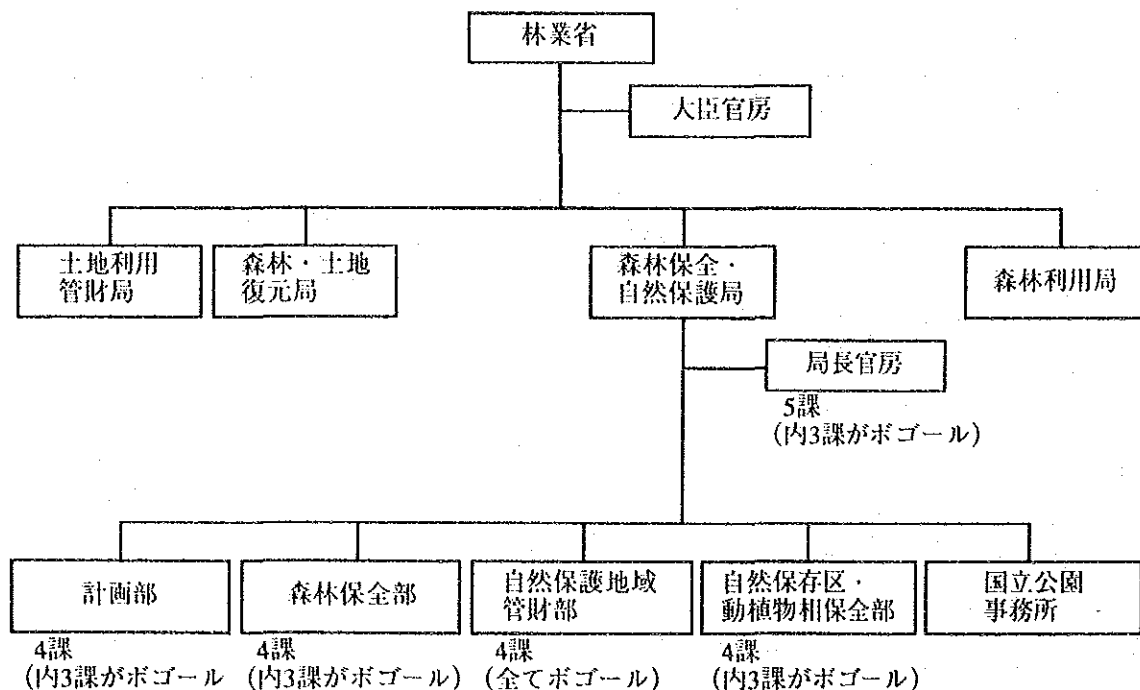 林業省
大臣官房
土地利用
管財局
森林・土地
復元局
森林保全・
自然保護局
森林利用局
局長官房
5課
(内3課がボゴール)
計画部
森林保全部
自然保護地域
管財部
自然保存区・
動植物相保全部
国立公園
事務所
4課
(内3課がボゴール
4課
(内3課がボゴール)
4課
(全てボゴール)
4課
(内3課がボゴール)